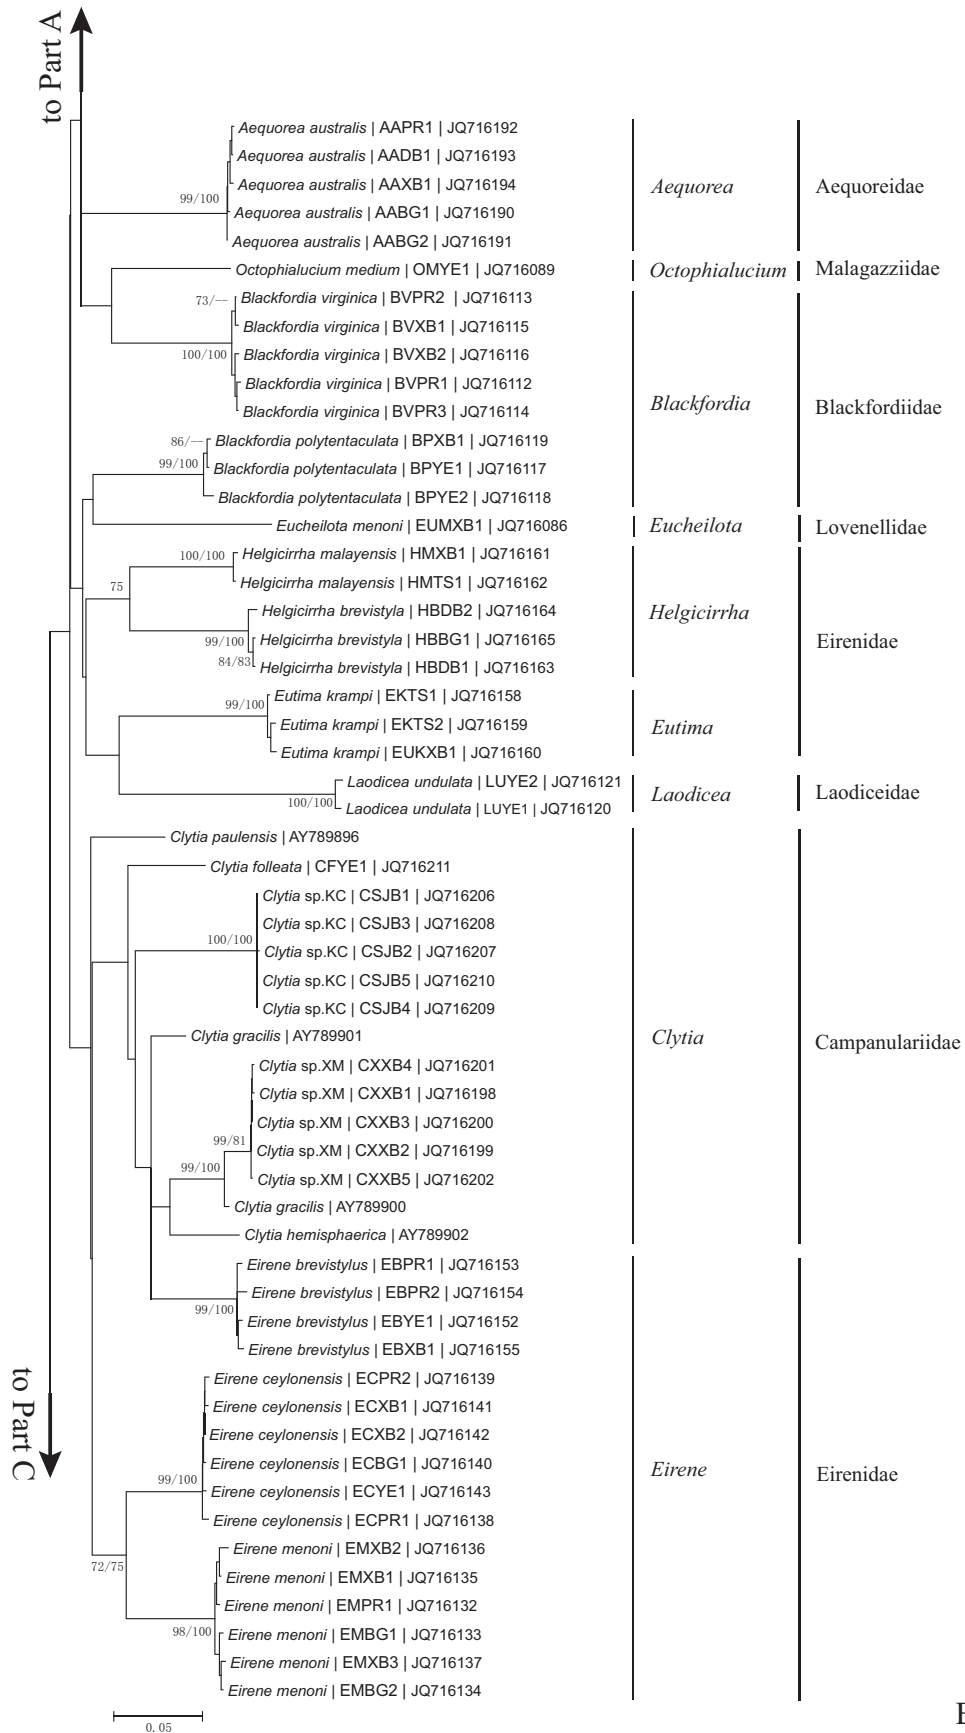 to Part A
Aequorea australis | AAPR1 | JQ716192
Aequorea australis | AADB1 | JQ716193
Aequorea australis | AAXB1 | JQ716194
99/100
Aequorea australis | AABG1 | JQ716190
Aequorea australis | AABG2 | JQ716191
Aequorea
Aequoreidae
Octophialucium medium | OMYE1 | JQ716089
Octophialucium
Malagazziidae
73/--
Blackfordia virginica | BVPR2 | JQ716113
Blackfordia virginica | BVXB1 | JQ716115
100/100
Blackfordia virginica | BVXB2 | JQ716116
Blackfordia virginica | BVPR1 | JQ716112
Blackfordia virginica | BVPR3 | JQ716114
Blackfordia
Blackfordiidae
86/—
Blackfordia polytentaculata | BPXB1 | JQ716119
99/100
Blackfordia polytentaculata | BPYE1 | JQ716117
Blackfordia polytentaculata | BPYE2 | JQ716118
Eucheilota menoni | EUMXB1 | JQ716086
Eucheilota
Lovenellidae
100/100
Helgicirrha malayensis | HMXB1 | JQ716161
Helgicirrha malayensis | HMTS1 | JQ716162
75
Helgicirrha brevistyla | HBDB2 | JQ716164
99/100
Helgicirrha brevistyla | HBBG1 | JQ716165
84/83
Helgicirrha brevistyla | HBDB1 | JQ716163
Helgicirrha
Eirenidae
99/100
Eutima krampi | EKTS1 | JQ716158
Eutima krampi | EKTS2 | JQ716159
Eutima krampi | EUKXB1 | JQ716160
Eutima
Laodicea undulata | LUYE2 | JQ716121
100/100
Laodicea undulata | LUYE1 | JQ716120
Laodicea
Laodiceidae
Clytia paulensis | AY789896
Clytia folleata | CFYE1 | JQ716211
Clytia sp.KC | CSJB1 | JQ716206
Clytia sp.KC | CSJB3 | JQ716208
100/100
Clytia sp.KC | CSJB2 | JQ716207
Clytia sp.KC | CSJB5 | JQ716210
Clytia sp.KC | CSJB4 | JQ716209
Clytia gracilis | AY789901
Clytia
Campanulariidae
Clytia sp.XM | CXXB4 | JQ716201
Clytia sp.XM | CXXB1 | JQ716198
Clytia sp.XM | CXXB3 | JQ716200
99/81
Clytia sp.XM | CXXB2 | JQ716199
99/100
Clytia sp.XM | CXXB5 | JQ716202
Clytia gracilis | AY789900
Clytia hemisphaerica | AY789902
Eirene brevistylus | EBPR1 | JQ716153
Eirene brevistylus | EBPR2 | JQ716154
99/100
Eirene brevistylus | EBYE1 | JQ716152
Eirene brevistylus | EBXB1 | JQ716155
to Part C
Eirene ceylonensis | ECPR2 | JQ716139
Eirene ceylonensis | ECXB1 | JQ716141
Eirene ceylonensis | ECXB2 | JQ716142
Eirene ceylonensis | ECBG1 | JQ716140
99/100
Eirene ceylonensis | ECYE1 | JQ716143
Eirene ceylonensis | ECPR1 | JQ716138
Eirene
Eirenidae
72/75
Eirene menoni | EMXB2 | JQ716136
Eirene menoni | EMXB1 | JQ716135
Eirene menoni | EMPR1 | JQ716132
98/100
Eirene menoni | EMBG1 | JQ716133
Eirene menoni | EMXB3 | JQ716137
Eirene menoni | EMBG2 | JQ716134
0.05